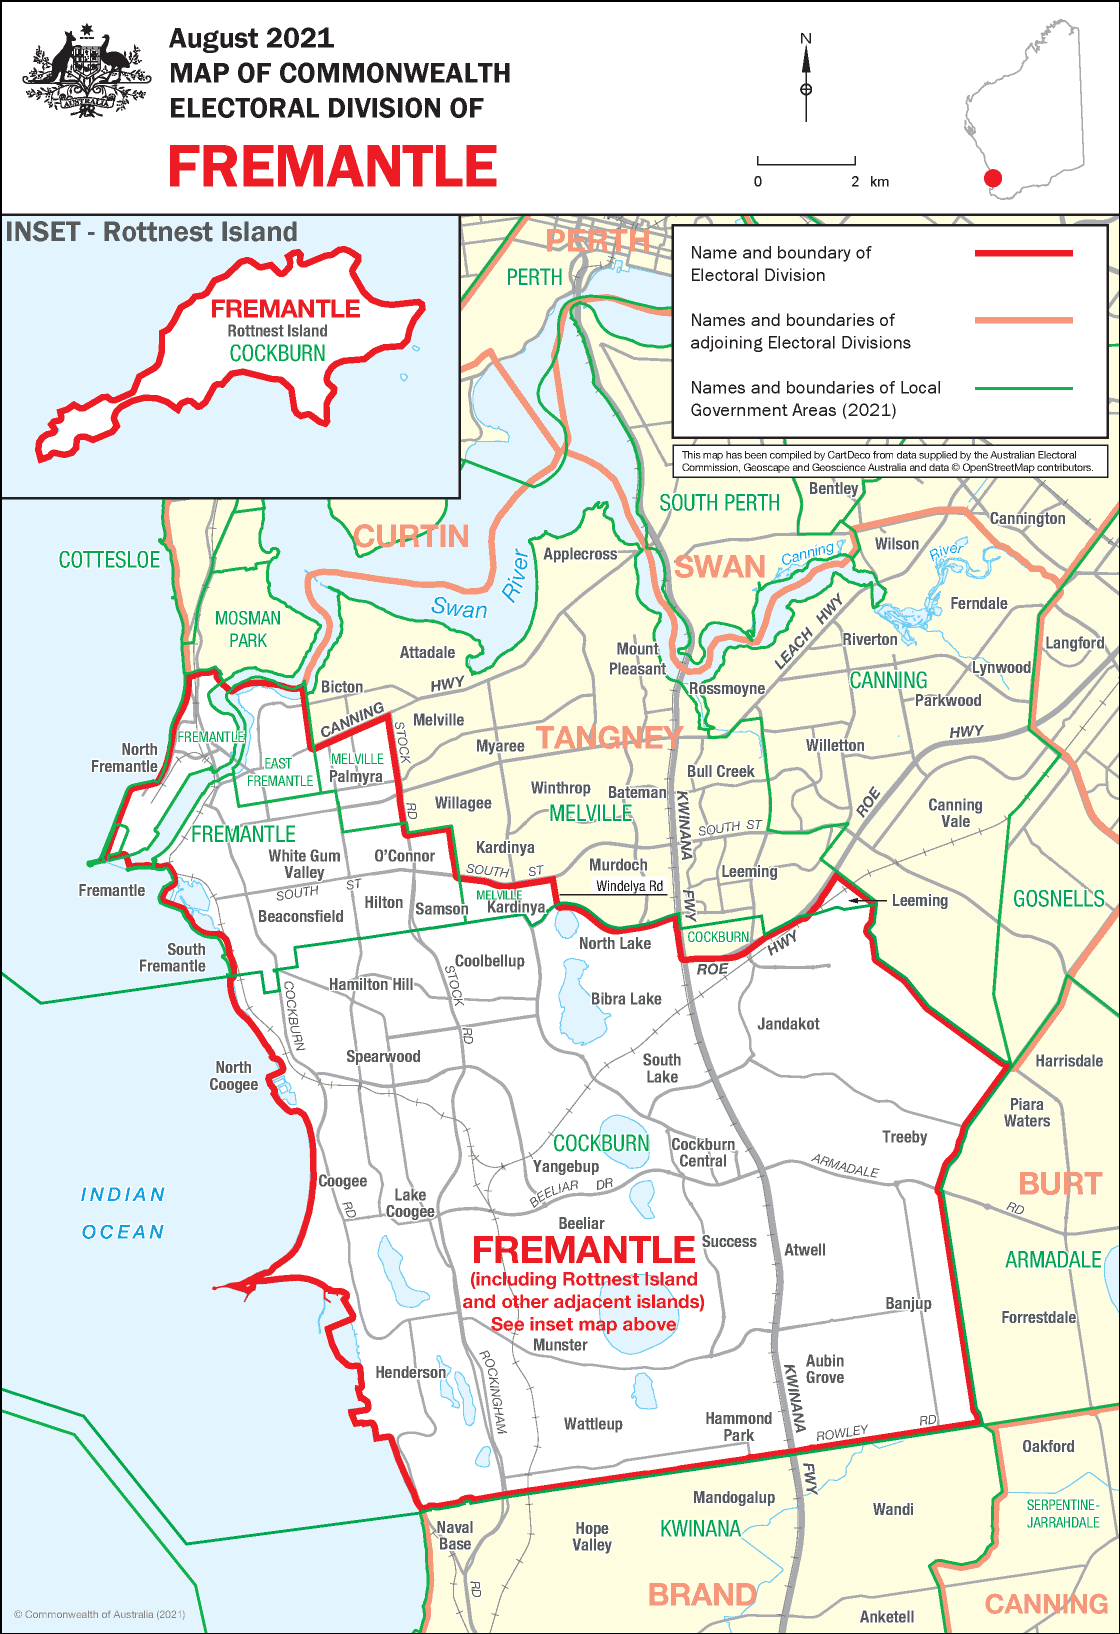 August 2021
MAP OF COMMONWEALTH
ELECTORAL DIVISION OF
FREMANTLE
AUSTRALIA
N
0 2 km
INSET - Rottnest Island
FREMANTLE
Rottnest Island
COCKBURN
Name and boundary of
Electoral Division
Names and boundaries of
adjoining Electoral Divisions
Names and boundaries of Local
Government Areas (2021)
This map has been compiled by CartDeco from data supplied by the Australian Electoral
Commission, Geoscape and Geoscience Australia and data © OpenStreetMap contributors.
PERTH
PERTH
Bentley
SOUTH PERTH
Cannington
CURTIN
COTTESLOE
Applecross
SWAN
Canning
River
Wilson
Swan
River
MOSMAN
PARK
Ferndale
LEACH HWY
Riverton
Langford
Attadale
Mount
Pleasant
Lynwood
CANNING
Bicton
HWY
Rossmoyne
Parkwood
CANNING
STOCK
RD
Melville
TANGNEY
HWY
FREMANTLE
North
Fremantle
EAST
FREMANTLE
MELVILLE
Palmyra
Myaree
Willetton
Bull Creek
Winthrop
Bateman
Willagee
MELVILLE
KWINANA
FWY
ROE
HWY
Canning
Vale
SOUTH ST
FREMANTLE
White Gum
Valley
O'Connor
Kardinya
Murdoch
Leeming
SOUTH ST
Windelya Rd
Fremantle
SOUTH ST
Hilton
MELVILLE
Kardinya
Samson
Beaconsfield
Leeming
GOSNELLS
COCKBURN
North Lake
South
Fremantle
Coolbellup
ROE
Hamilton Hill
STOCK
RD
Bibra Lake
COCKBURN
RD
Jandakot
Spearwood
North
Coogee
South
Lake
Harrisdale
Piara
Waters
COCKBURN
Cockburn
Central
Treeby
Yangebup
ARMADALE
RD
BURT
INDIAN
OCEAN
Coogee
Lake
Coogee
BEELIAR DR
Beeliar
FREMANTLE
(including Rottnest Island
and other adjacent islands)
See inset map above
Success
Atwell
ARMADALE
Banjup
Forrestdale
Munster
Henderson
ROCKINGHAM
RD
Aubin
Grove
KWINANA
FWY
Wattleup
Hammond
Park
ROWLEY RD
Oakford
Mandogalup
Wandi
SERPENTINE-
JARRAHDALE
Naval
Base
Hope
Valley
KWINANA
BRAND
CANNING
Anketell
© Commonwealth of Australia (2021)